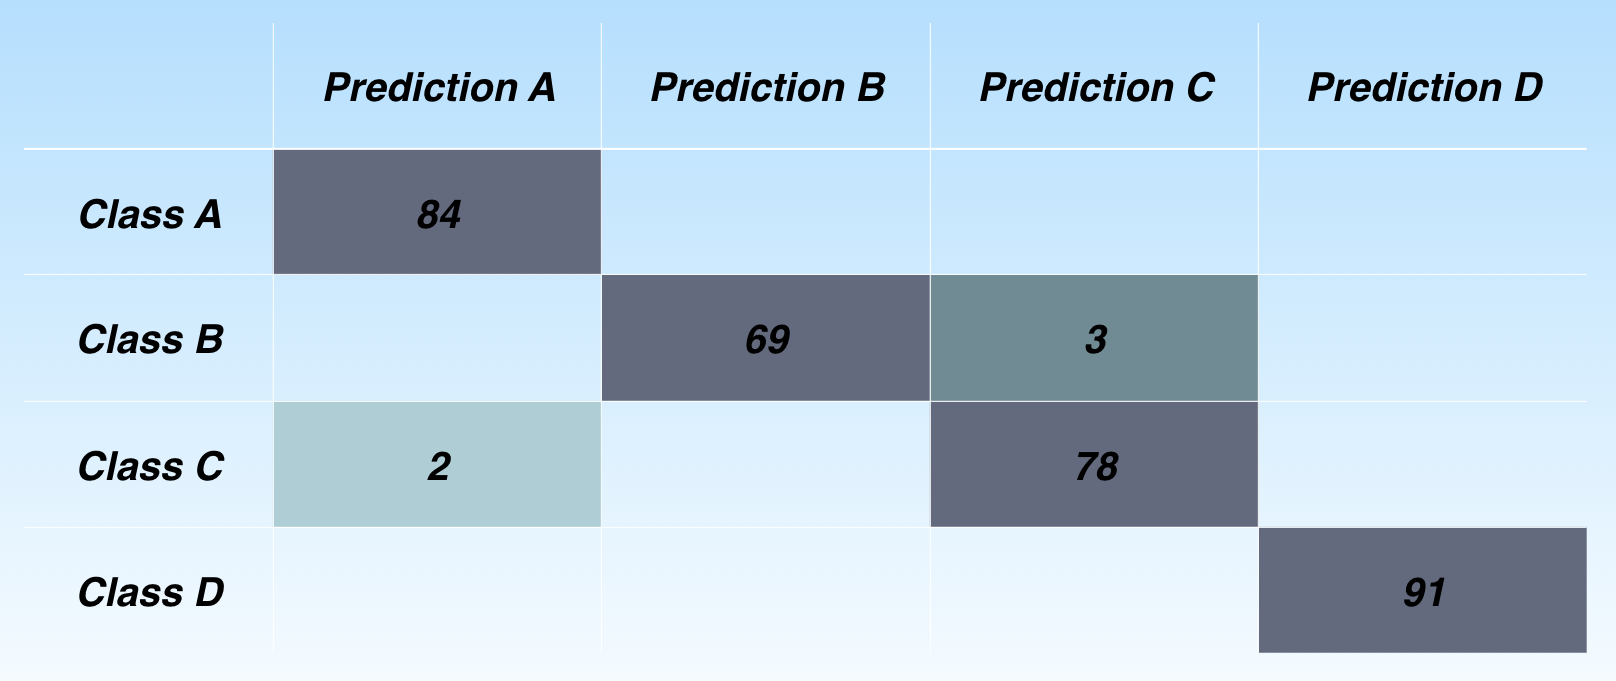 Prediction A Prediction B Prediction C Prediction D
Class A 84
Class B 69 3
Class C 2 78
Class D 91